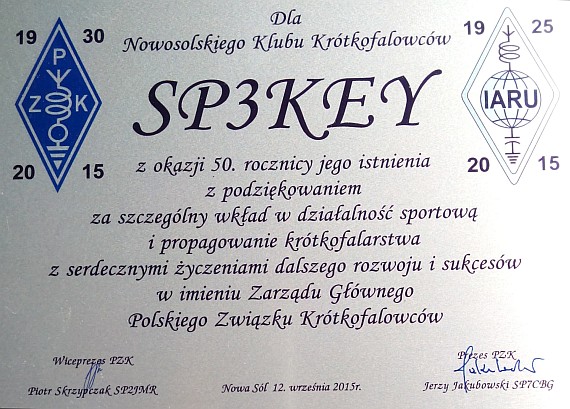 Dla
Nowosolskiego Klubu Krótkofalowców
19 30
PZK
20 15
19 25
IARU
20 15
SP3KEY
z okazji 50. rocznicy jego istnienia
z podziękowaniem
za szczególny wkład w działalność sportową
i propagowanie krótkofalarstwa
z serdecznymi życzeniami dalszego rozwoju i sukcesów
w imieniu Zarządu Głównego
Polskiego Związku Krótkofalowców
Wiceprezes PZK
Prezes PZK
Piotr Skrzypczak SP2JMR
Nowa Sól 12. września 2015r.
Jerzy Jakubowski SP7CBG